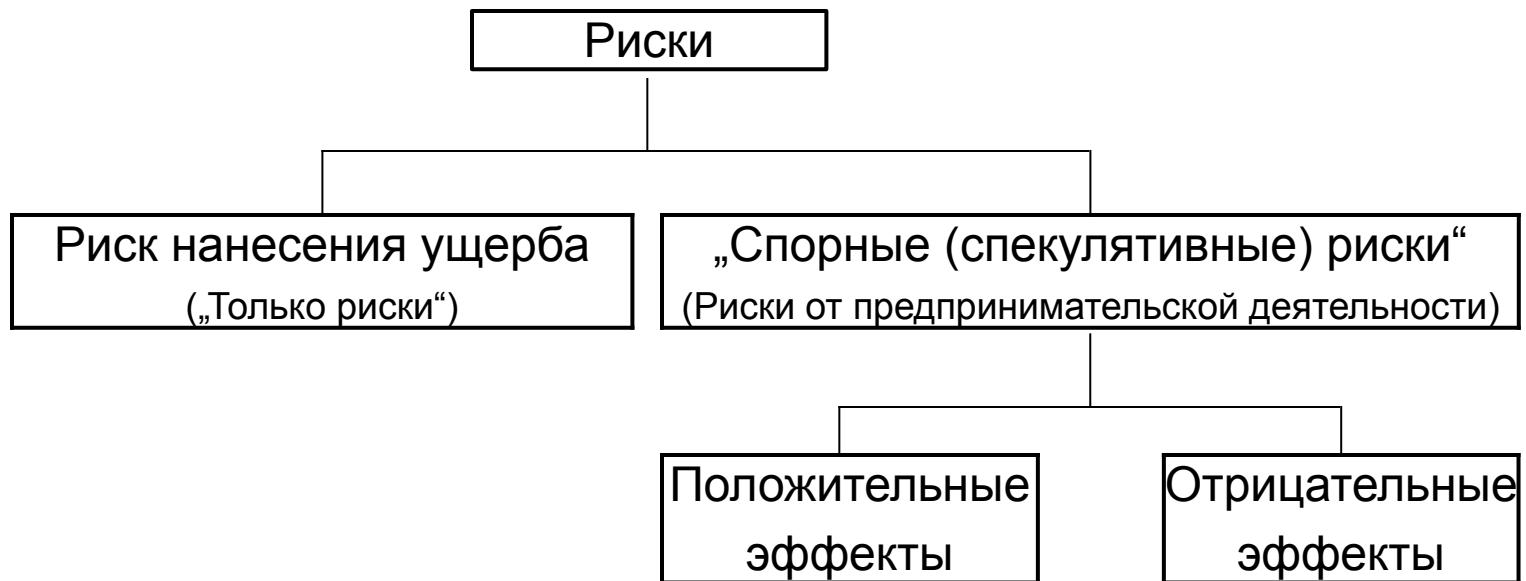 Риски
Риск нанесения ущерба
(„Только риски“)
„Спорные (спекулятивные) риски“
(Риски от предпринимательской деятельности)
Положительные
эффекты
Отрицательные
эффекты